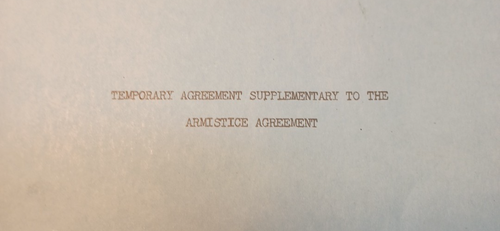 TEMPORARY AGREEMENT SUPPLEMENTARY TO THE
ARMISTICE AGREEMENT